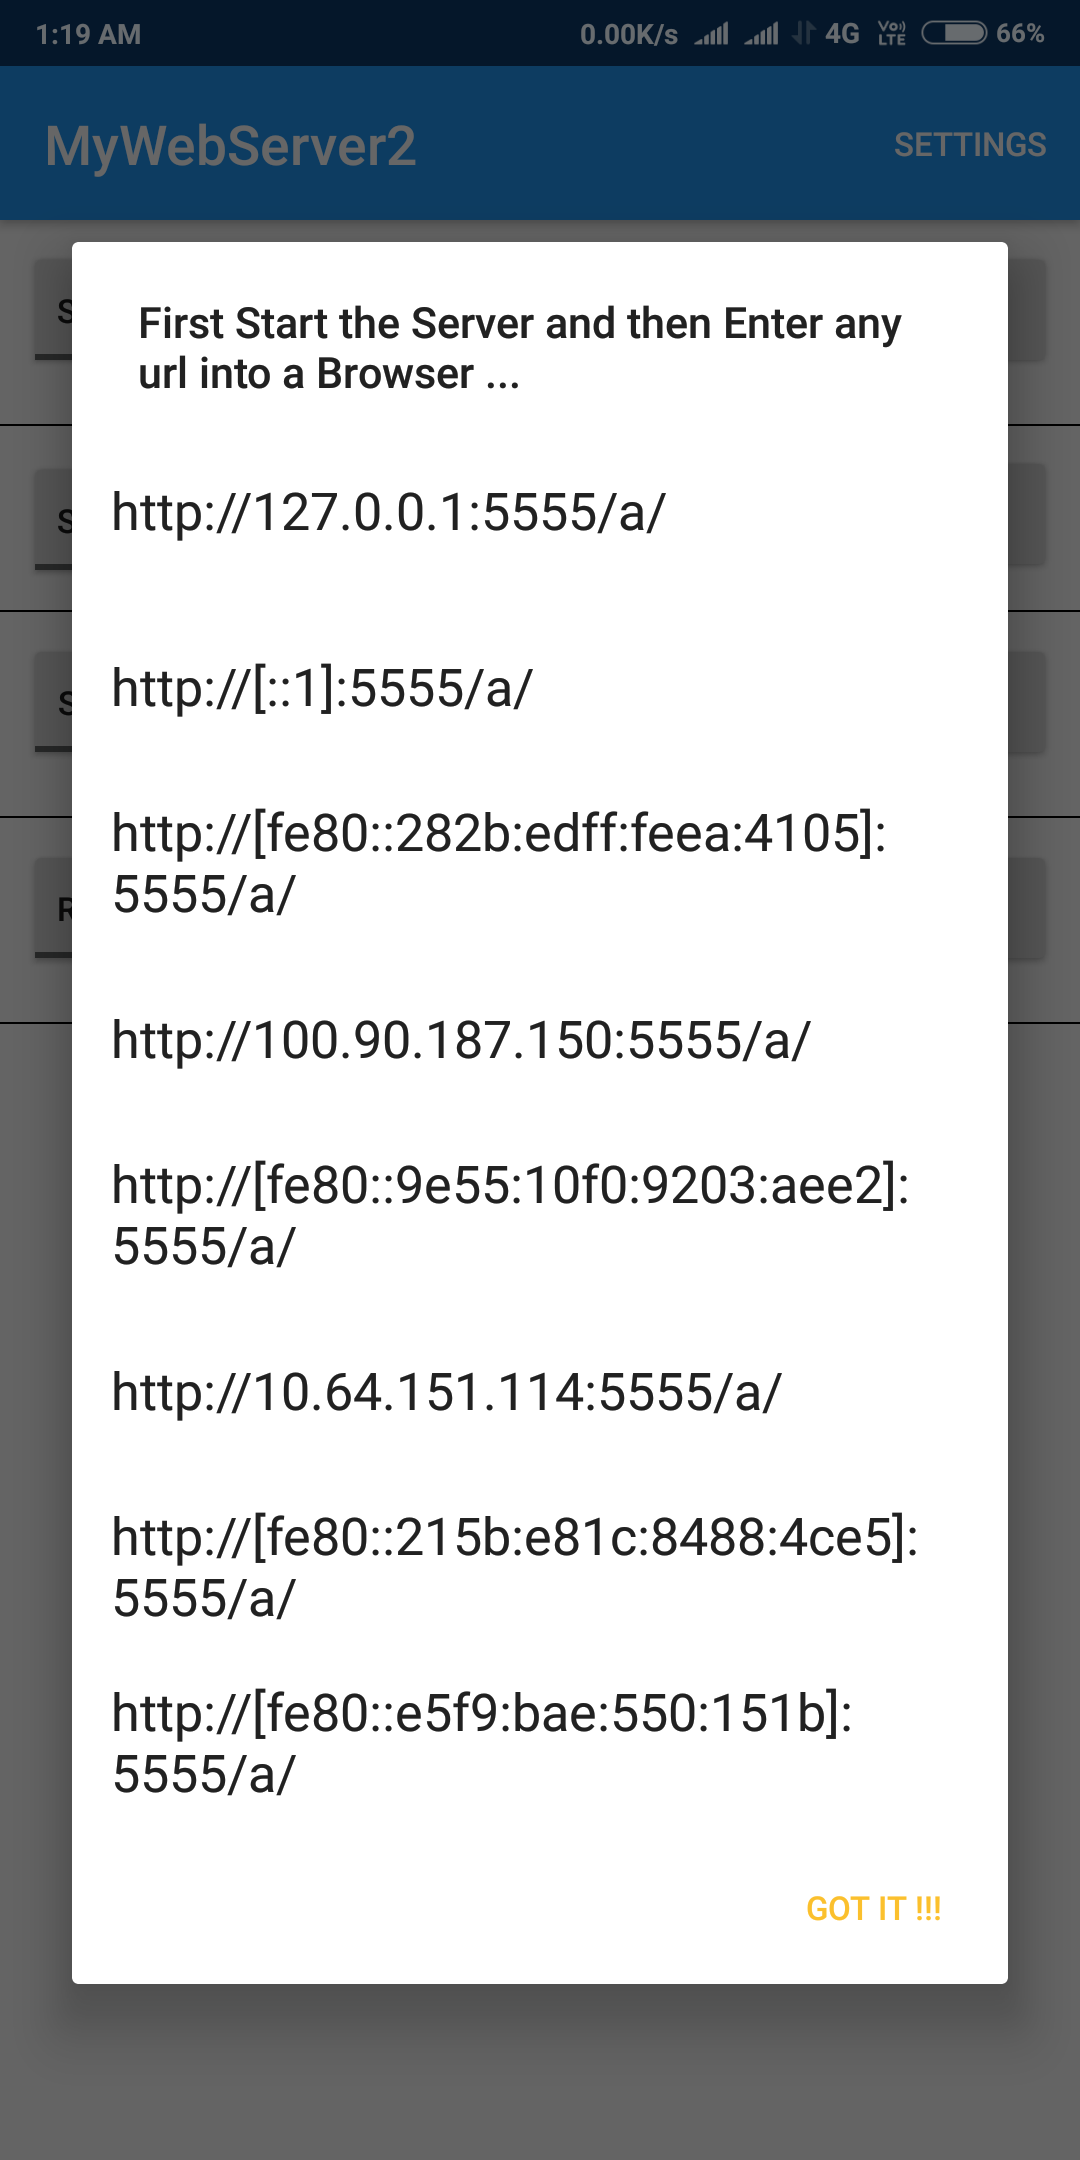 1:19 AM 0.00K/s 4G VoLTE 66%
MyWebServer2 SETTINGS
First Start the Server and then Enter any
url into a Browser ...
http://127.0.0.1:5555/a/
http://[::1]:5555/a/
http://[fe80::282b:edff:feea:4105]:
5555/a/
http://100.90.187.150:5555/a/
http://[fe80::9e55:10f0:9203:aee2]:
5555/a/
http://10.64.151.114:5555/a/
http://[fe80::215b:e81c:8488:4ce5]:
5555/a/
http://[fe80::e5f9:bae:550:151b]:
5555/a/
GOT IT !!!